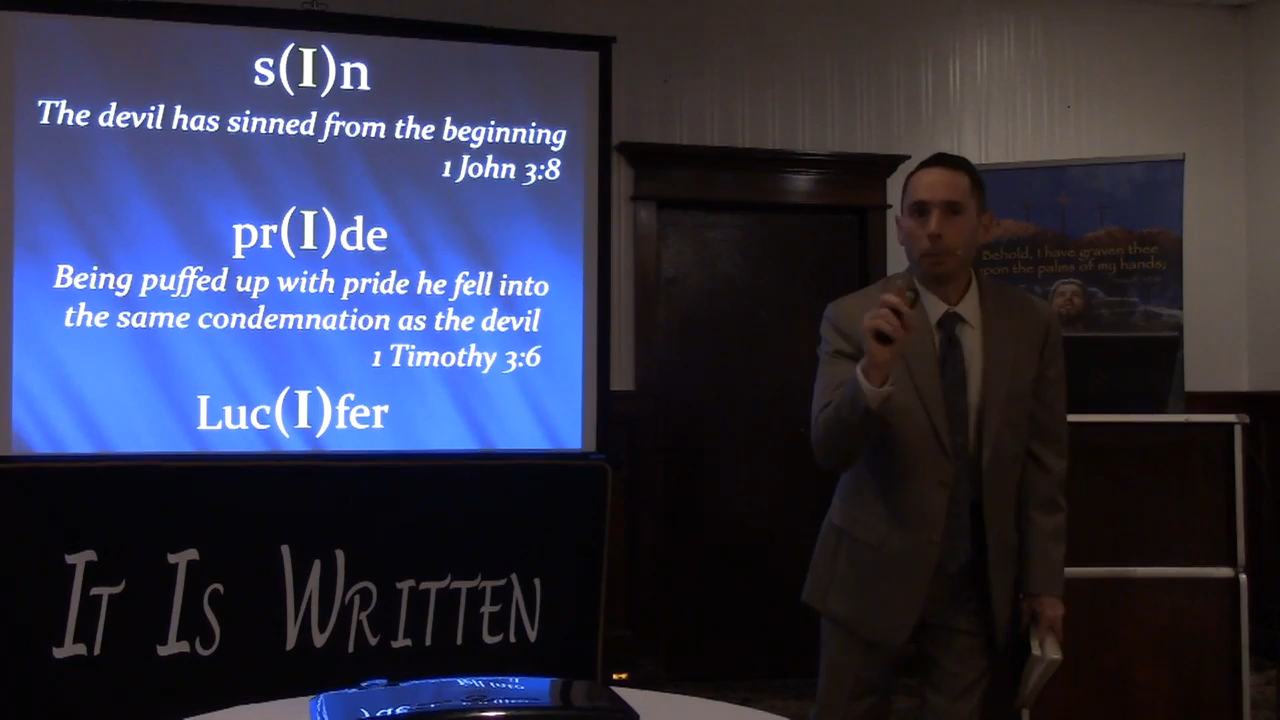 s(I)n
The devil has sinned from the beginning
1 John 3:8
pr(I)de
Being puffed up with pride he fell into
the same condemnation as the devil
1 Timothy 3:6
Luc(I)fer
Behold, I have graven thee
upon the palms of my hands;
IT IS WRITTEN